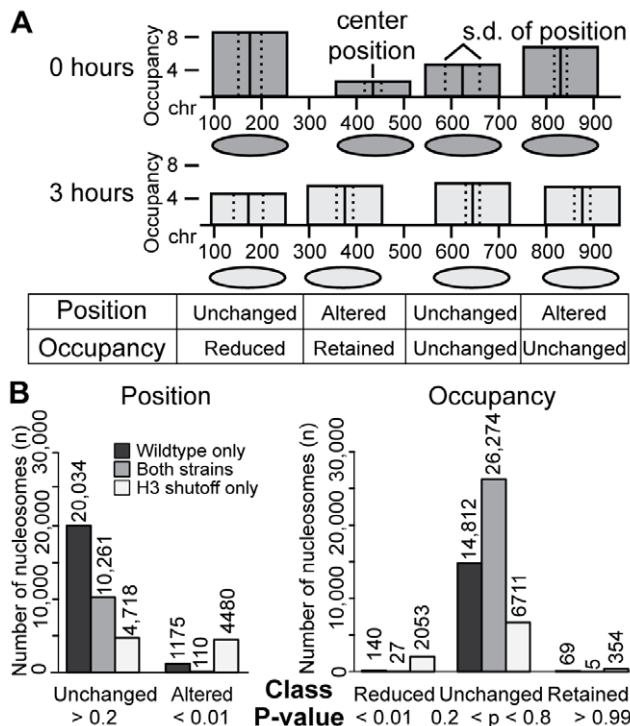 A
0 hours
Occupancy
8
4
center
position
s.d. of position
chr
100 200 300 400 500 600 700 800 900
3 hours
Occupancy
8
4
chr
100 200 300 400 500 600 700 800 900
Position Unchanged Altered Unchanged Altered
Occupancy Reduced Retained Unchanged Unchanged
B
Position
Number of nucleosomes (n)
0 10,000 20,000 30,000
Wildtype only
Both strains
H3 shutoff only
20,034 10,261 4,718 1175 110 4480
Unchanged Altered
> 0.2 < 0.01
Class
P-value
Occupancy
Number of nucleosomes (n)
0 10,000 20,000 30,000
140 27 2053 14,812 26,274 6711 69 5 354
Reduced Unchanged Retained
< 0.01 0.2 < p < 0.8 > 0.99